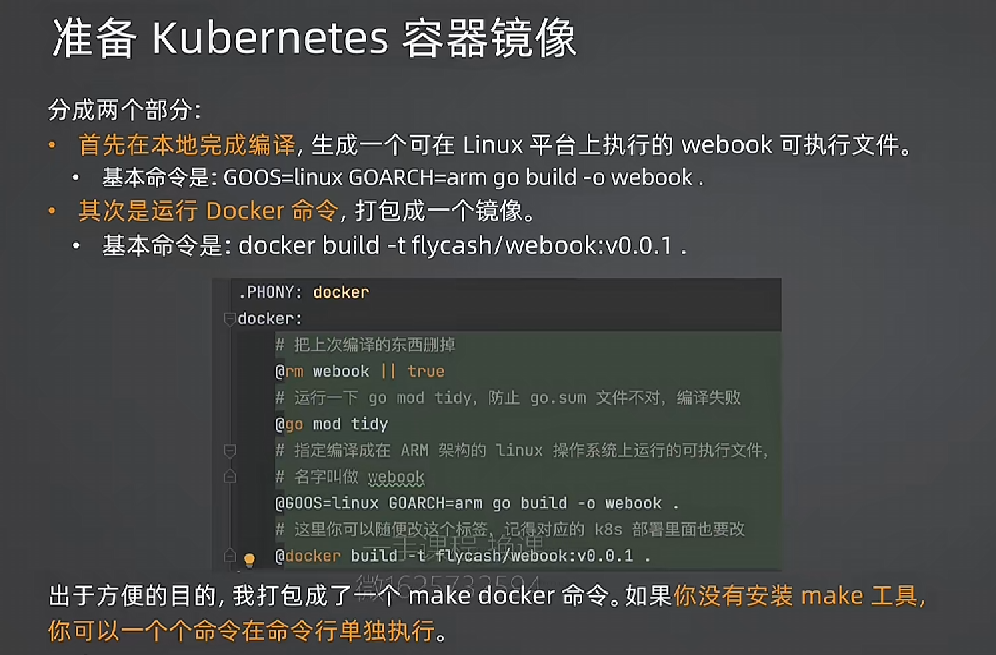 准备 Kubernetes 容器镜像
分成两个部分：
• 首先在本地完成编译, 生成一个可在 Linux 平台上执行的 webook 可执行文件。
• 基本命令是: GOOS=linux GOARCH=arm go build -o webook .
• 其次是运行 Docker 命令, 打包成一个镜像。
• 基本命令是: docker build -t flycash/webook:v0.0.1 .
.PHONY: docker
docker:
# 把上次编译的东西删掉
@rm webook || true
# 运行一下 go mod tidy，防止 go.sum 文件不对，编译失败
@go mod tidy
# 指定编译成在 ARM 架构的 linux 操作系统上运行的可执行文件，
# 名字叫做 webook
@GOOS=linux GOARCH=arm go build -o webook .
# 这里你可以随便改这个标签，记得对应的 k8s 部署里面也要改
@docker build -t flycash/webook:v0.0.1 .
出于方便的目的, 我打包成了一个 make docker 命令。如果你没有安装 make 工具,
你可以一个个命令在命令行单独执行。